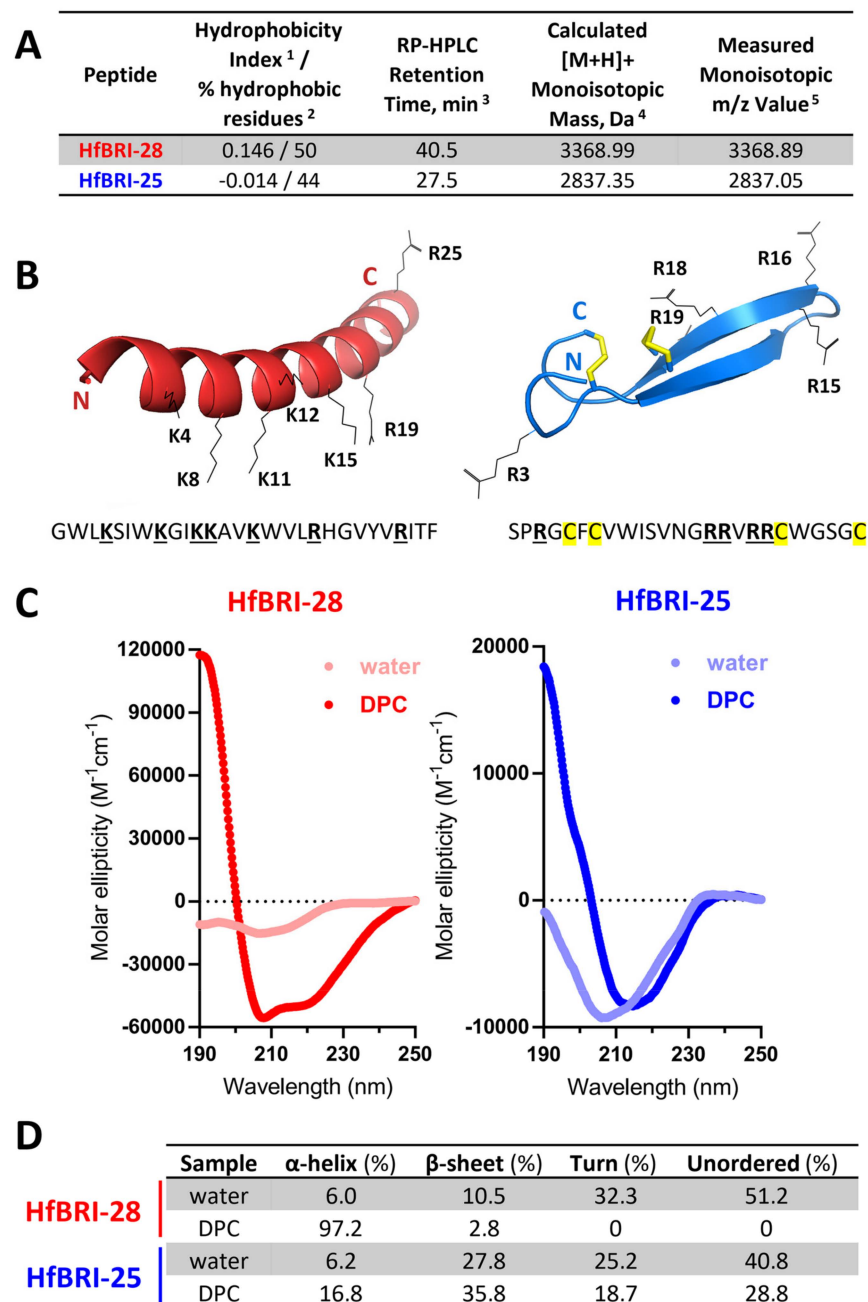 A
Peptide
Hydrophobicity
Index 1 /
% hydrophobic
residues 2
RP-HPLC
Retention
Time, min 3
Calculated
[M+H]+
Monoisotopic
Mass, Da 4
Measured
Monoisotopic
m/z Value 5
HfBRI-28 0.146 / 50 40.5 3368.99 3368.89
HfBRI-25 -0.014 / 44 27.5 2837.35 2837.05
B
N
C
K4
K8
K11
K12
K15
R19
R25
GWLKSIWKGIKKAVKWVLRHGVYVRITF
C
N
R3
R18
R19
R16
R15
SPRGCFCVWISVNGRRVRRCWGSGC
C
HfBRI-28
water
DPC
Molar ellipticity (M-1cm-1)
120000
90000
60000
30000
0
-30000
-60000
190 210 230 250
Wavelength (nm)
HfBRI-25
water
DPC
Molar ellipticity (M-1cm-1)
20000
10000
0
-10000
190 210 230 250
Wavelength (nm)
D
Sample α-helix (%) β-sheet (%) Turn (%) Unordered (%)
HfBRI-28
water 6.0 10.5 32.3 51.2
DPC 97.2 2.8 0 0
HfBRI-25
water 6.2 27.8 25.2 40.8
DPC 16.8 35.8 18.7 28.8